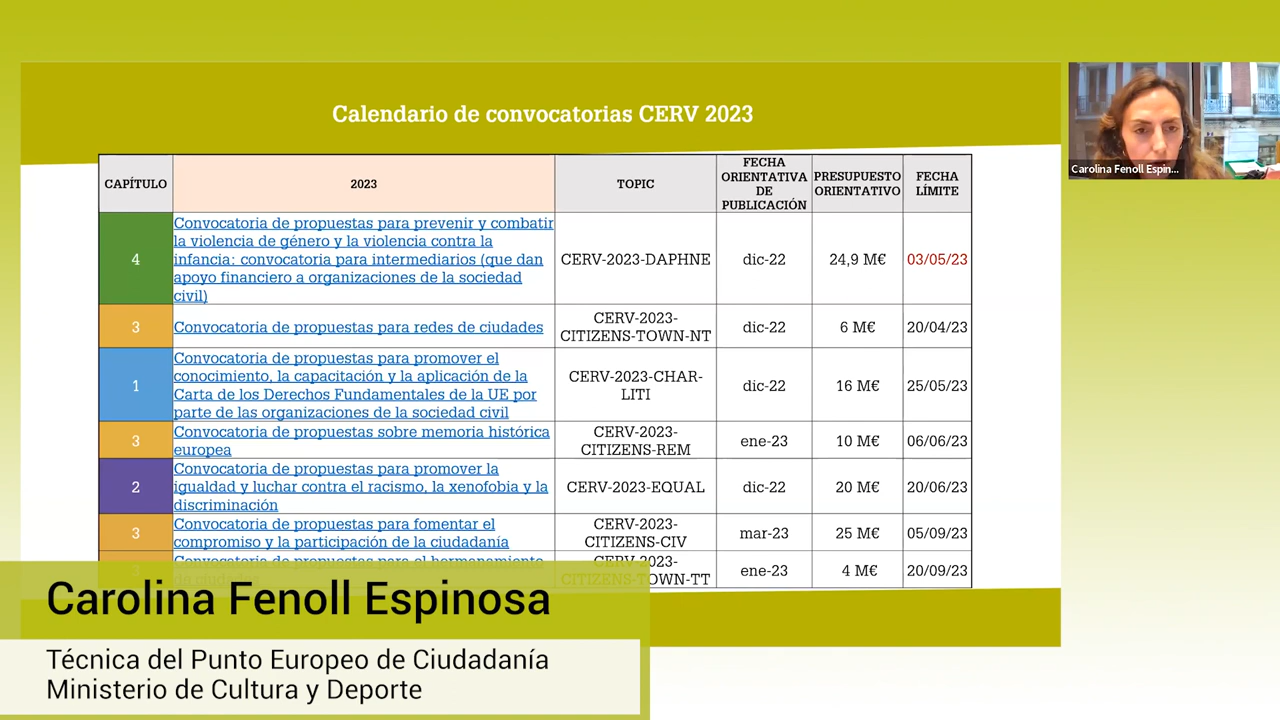 Calendario de convocatorias CERV 2023
Carolina Fenoll Espin...
CAPÍTULO
2023
TOPIC
FECHA
ORIENTATIVA
DE
PUBLICACIÓN
PRESUPUESTO
ORIENTATIVO
FECHA
LÍMITE
4
Convocatoria de propuestas para prevenir y combatir
la violencia de género y la violencia contra la
infancia: convocatoria para intermediarios (que dan
apoyo financiero a organizaciones de la sociedad
civil)
CERV-2023-DAPHNE
dic-22
24,9 M€
03/05/23
3
Convocatoria de propuestas para redes de ciudades
CERV-2023-
CITIZENS-TOWN-NT
dic-22
6 M€
20/04/23
1
Convocatoria de propuestas para promover el
conocimiento, la capacitación y la aplicación de la
Carta de los Derechos Fundamentales de la UE por
parte de las organizaciones de la sociedad civil
CERV-2023-CHAR-
LITI
dic-22
16 M€
25/05/23
3
Convocatoria de propuestas sobre memoria histórica
europea
CERV-2023-
CITIZENS-REM
ene-23
10 M€
06/06/23
2
Convocatoria de propuestas para promover la
igualdad y luchar contra el racismo, la xenofobia y la
discriminación
CERV-2023-EQUAL
dic-22
20 M€
20/06/23
3
Convocatoria de propuestas para fomentar el
compromiso y la participación de la ciudadanía
CERV-2023-
CITIZENS-CIV
mar-23
25 M€
05/09/23
3
Convocatoria de propuestas para el hermanamiento
de ciudades
CERV-2023-
CITIZENS-TOWN-TT
ene-23
4 M€
20/09/23
Carolina Fenoll Espinosa
Técnica del Punto Europeo de Ciudadanía
Ministerio de Cultura y Deporte